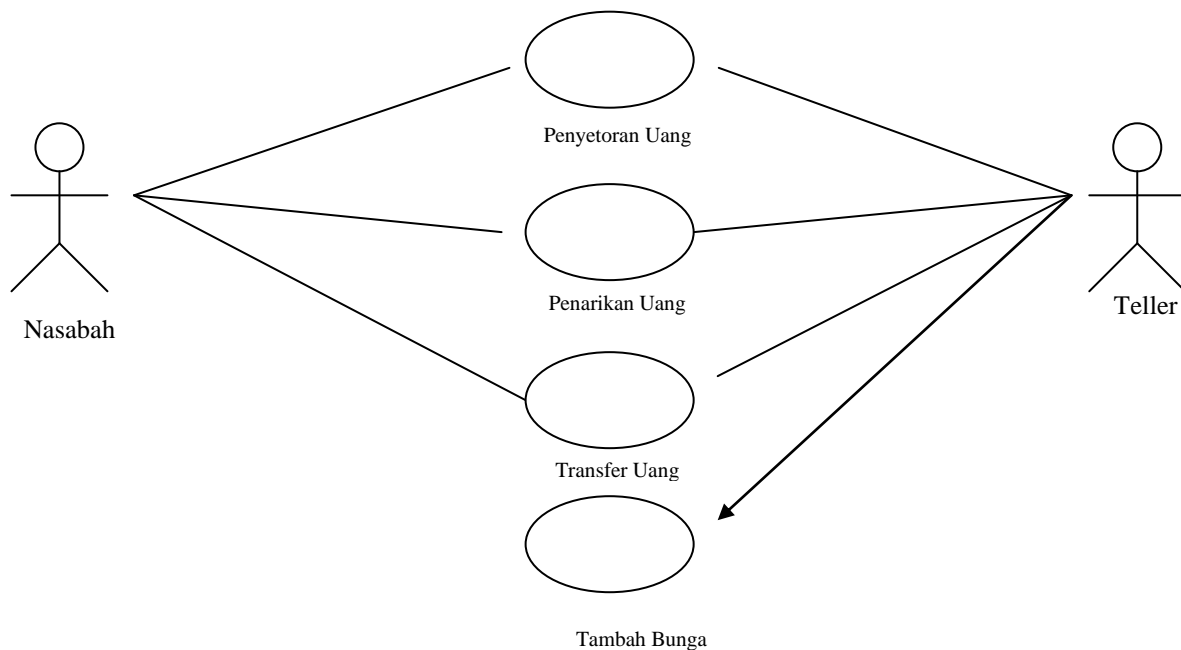 Penyetoran Uang
Penarikan Uang
Nasabah
Teller
Transfer Uang
Tambah Bunga